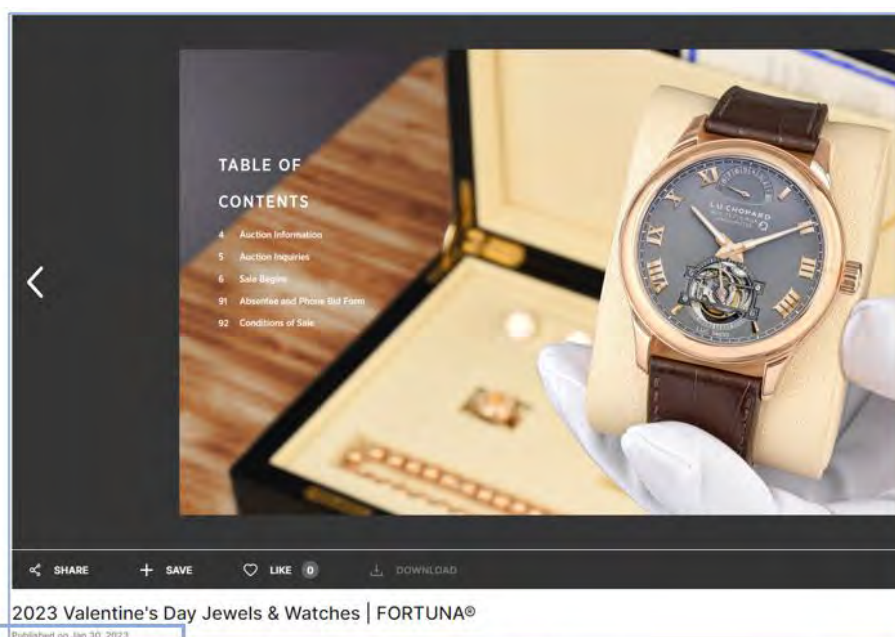 TABLE OF
CONTENTS
4 Auction Information
5 Auction Inquiries
6 Sale Begins
91 Absentee and Phone Bid Form
92 Conditions of Sale
L.U.CHOPARD
SHARE
SAVE
LIKE 0
DOWNLOAD
2023 Valentine's Day Jewels & Watches | FORTUNA®
Published on Jan 30, 2023